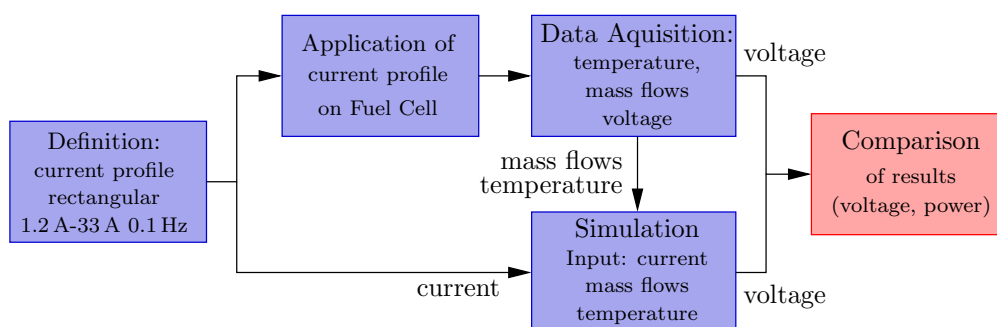 Definition:
current profile
rectangular
1.2 A-33 A 0.1 Hz
Application of
current profile
on Fuel Cell
Data Aquisition:
temperature,
mass flows
voltage
voltage
mass flows
temperature
current
Simulation
Input: current
mass flows
temperature
voltage
Comparison
of results
(voltage, power)